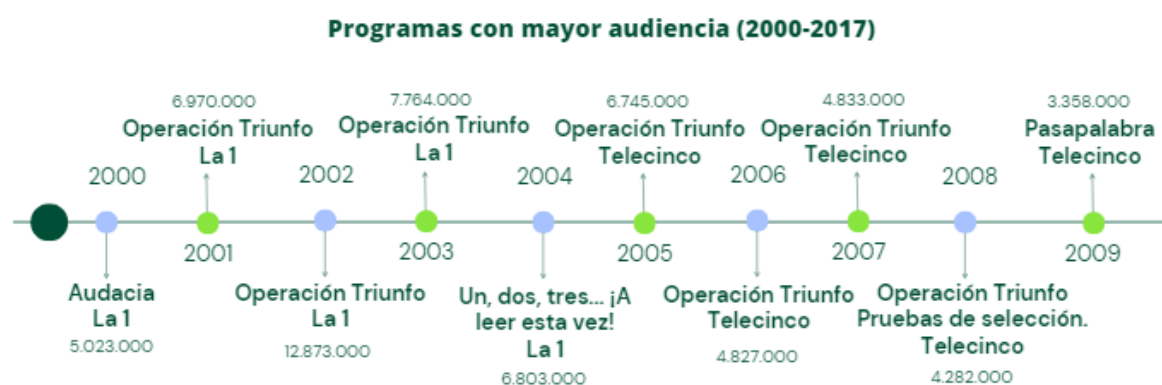 Programas con mayor audiencia (2000-2017)
6.970.000
Operación Triunfo
La 1
7.764.000
Operación Triunfo
La 1
6.745.000
Operación Triunfo
Telecinco
4.833.000
Operación Triunfo
Telecinco
3.358.000
Pasapalabra
Telecinco
2000
2002
2004
2006
2008
2001
2003
2005
2007
2009
Audacia
La 1
5.023.000
Operación Triunfo
La 1
12.873.000
Un, dos, tres... ¡A
leer esta vez!
La 1
6.803.000
Operación Triunfo
Telecinco
4.827.000
Operación Triunfo
Pruebas de selección.
Telecinco
4.282.000